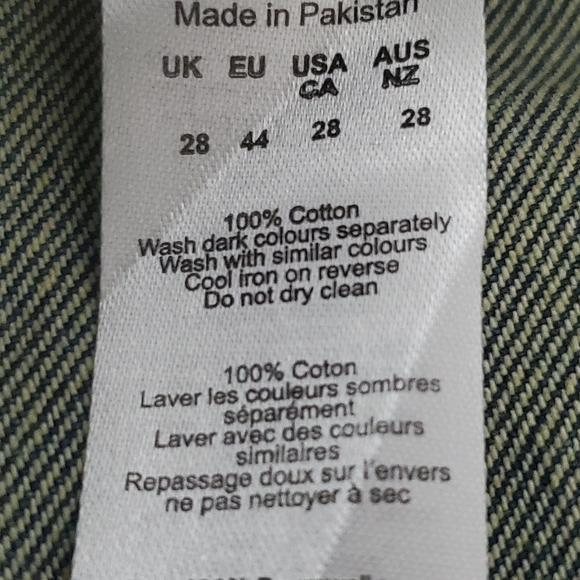 Made in Pakistan
UK EU USA CA AUS NZ
28 44 28 28
100% Cotton
Wash dark colours separately
Wash with similar colours
Cool iron on reverse
Do not dry clean
100% Coton
Laver les couleurs sombres
séparément
Laver avec des couleurs
similaires
Repassage doux sur l'envers
ne pas nettoyer à sec